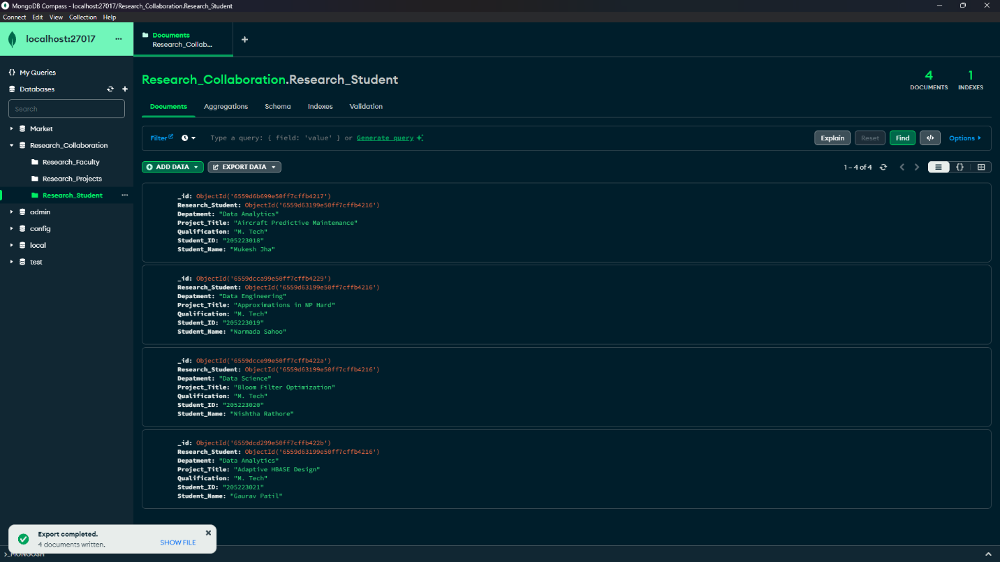 MongoDB Compass - localhost:27017/Research_Collaboration.Research_Student
Connect Edit View Collection Help
localhost:27017 ...
Documents
Research_Collab...
+
{} My Queries
Databases
Search
Market
Research_Collaboration
Research_Faculty
Research_Projects
Research_Student ...
admin
config
local
test
Research_Collaboration.Research_Student
4
DOCUMENTS
1
INDEXES
Documents Aggregations Schema Indexes Validation
Filter Type a query: { field: 'value' } or Generate query Explain Reset Find </> Options
ADD DATA EXPORT DATA 1 – 4 of 4 {}
_id: ObjectId('6559d6b699e50ff7cffb4217')
Research_Student: ObjectId('6559d63199e50ff7cffb4216')
Depatment: "Data Analytics"
Project_Title: "Aircraft Predictive Maintenance"
Qualification: "M. Tech"
Student_ID: "205223018"
Student_Name: "Mukesh Jha"
_id: ObjectId('6559dcca99e50ff7cffb4229')
Research_Student: ObjectId('6559d63199e50ff7cffb4216')
Depatment: "Data Engineering"
Project_Title: "Approximations in NP Hard"
Qualification: "M. Tech"
Student_ID: "205223019"
Student_Name: "Narmada Sahoo"
_id: ObjectId('6559dcce99e50ff7cffb422a')
Research_Student: ObjectId('6559d63199e50ff7cffb4216')
Depatment: "Data Science"
Project_Title: "Bloom Filter Optimization"
Qualification: "M. Tech"
Student_ID: "205223020"
Student_Name: "Nishtha Rathore"
_id: ObjectId('6559dcd299e50ff7cffb422b')
Research_Student: ObjectId('6559d63199e50ff7cffb4216')
Depatment: "Data Analytics"
Project_Title: "Adaptive HBASE Design"
Qualification: "M. Tech"
Student_ID: "205223021"
Student_Name: "Gaurav Patil"
Export completed.
4 documents written.
SHOW FILE
>_MONGOSH